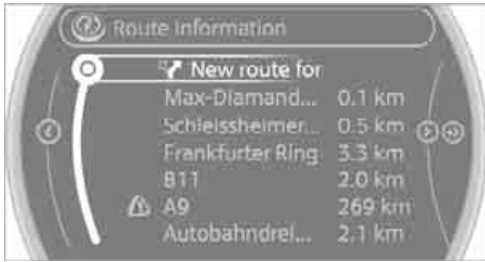 Route information
New route for
Max-Diamand... 0.1 km
Schleissheimer... 0.5 km
Frankfurter Ring 3.3 km
B11 2.0 km
A9 269 km
Autobahndrei... 2.1 km